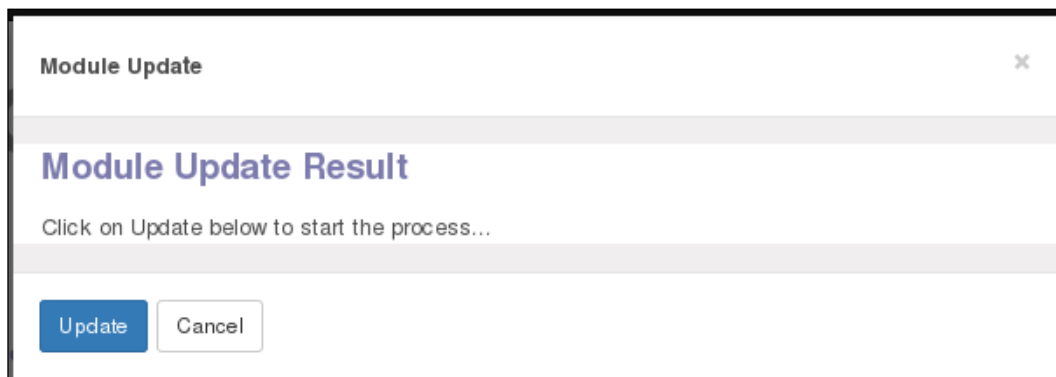 Module Update
×
Module Update Result
Click on Update below to start the process...
Update
Cancel